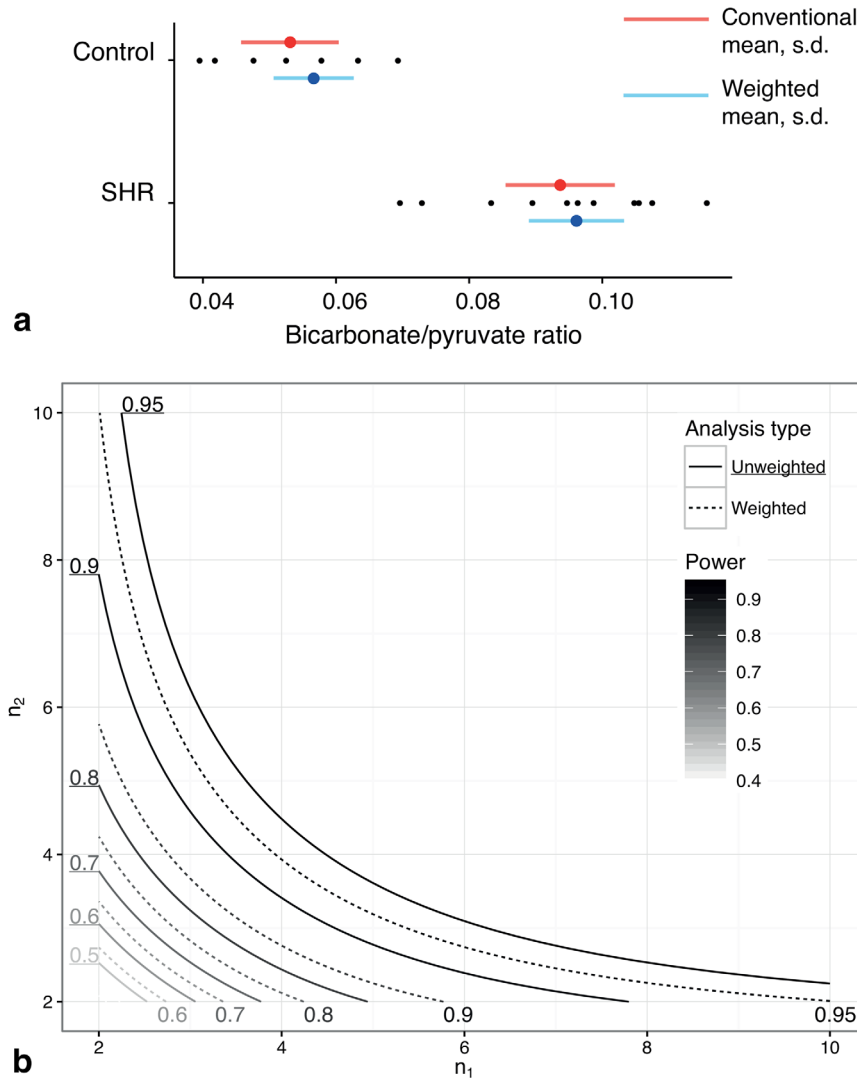 Control
SHR
Conventional
mean, s.d.
Weighted
mean, s.d.
0.04 0.06 0.08 0.10
Bicarbonate/pyruvate ratio
a
10
8
6
4
2
n2
0.95
0.9
0.8
0.7
0.6
0.5
0.6 0.7 0.8 0.9 0.95
Analysis type
Unweighted
Weighted
Power
0.9
0.8
0.7
0.6
0.5
0.4
2 4 6 8 10
n1
b